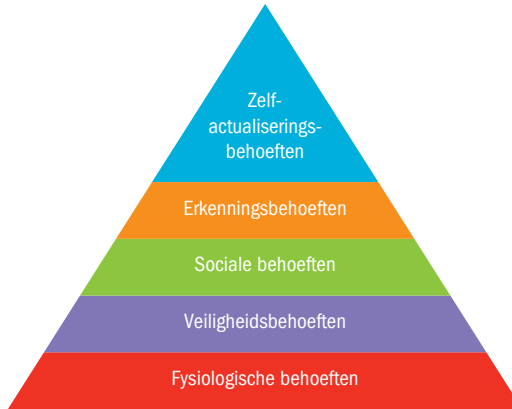 Zelf-
actualiserings-
behoeften
Erkenningsbehoeften
Sociale behoeften
Veiligheidsbehoeften
Fysiologische behoeften